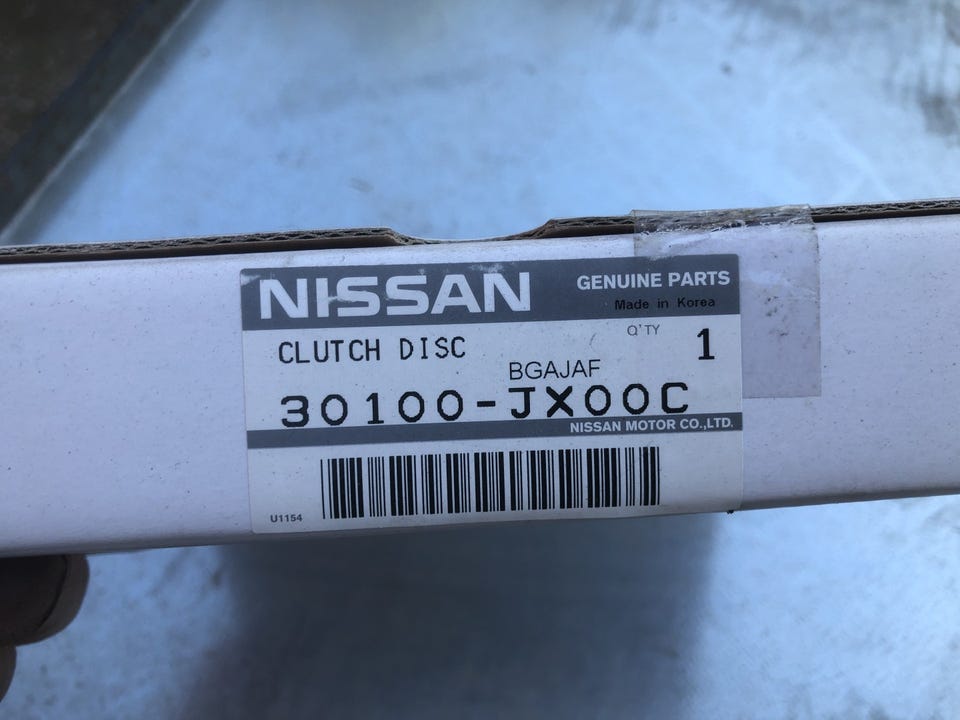 NISSAN
GENUINE PARTS
Made in Korea
Q'TY
CLUTCH DISC
1
BGAJAF
30100-JX00C
NISSAN MOTOR CO.,LTD.
U1154